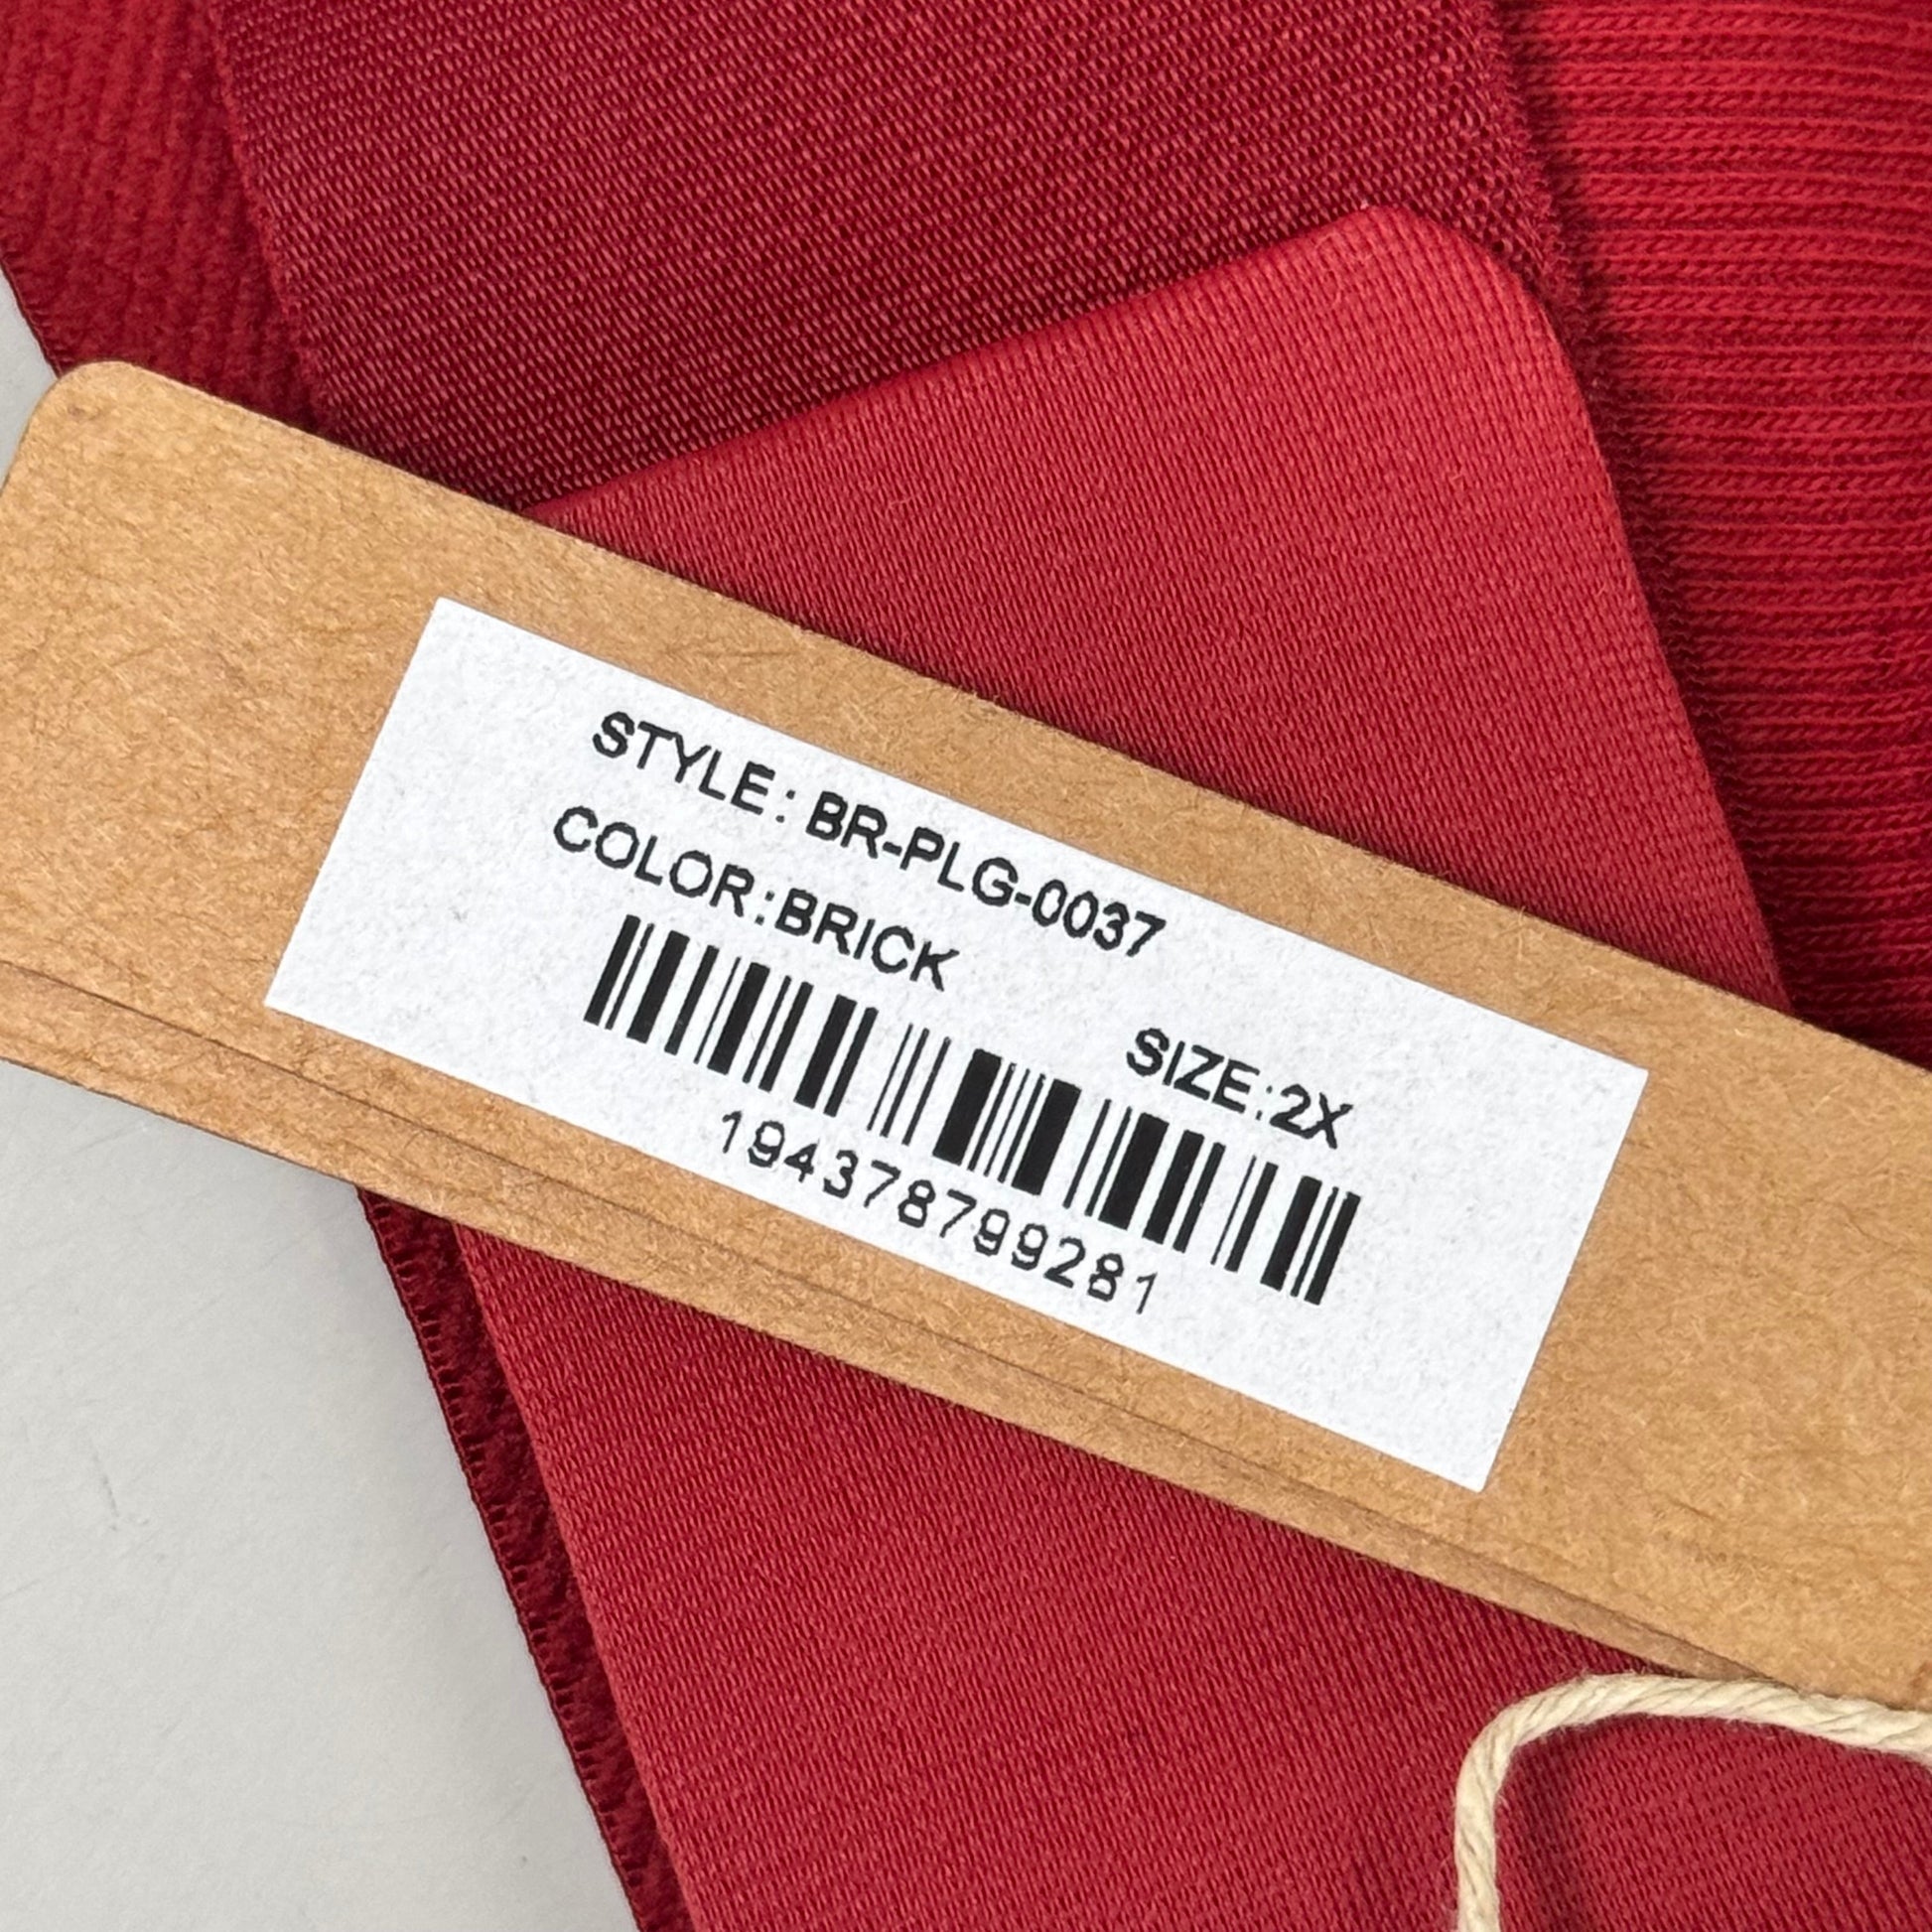 STYLE: BR-PLG-0037
COLOR:BRICK
SIZE:2X
194378799281